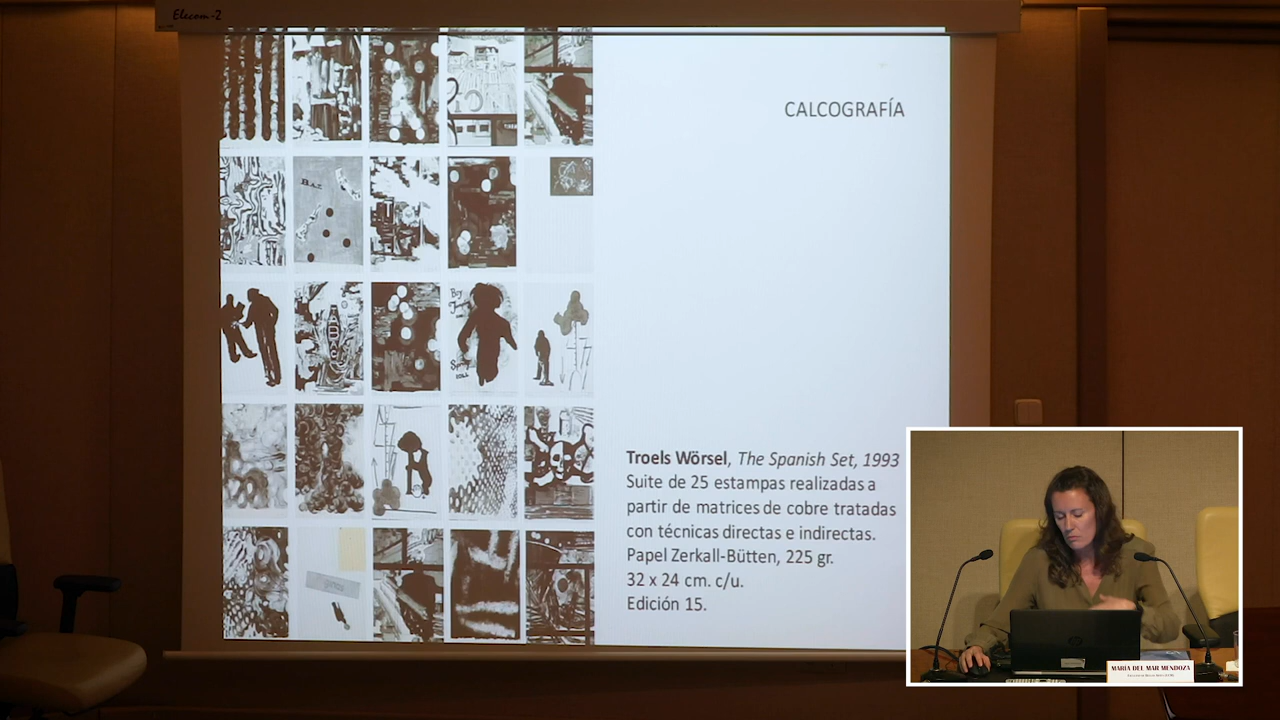 Elecom-2
CALCOGRAFÍA
Troels Wörsel, The Spanish Set, 1993
Suite de 25 estampas realizadas a
partir de matrices de cobre tratadas
con técnicas directas e indirectas.
Papel Zerkall-Bütten, 225 gr.
32 x 24 cm. c/u.
Edición 15.
MARÍA DEL MAR MENDOZA